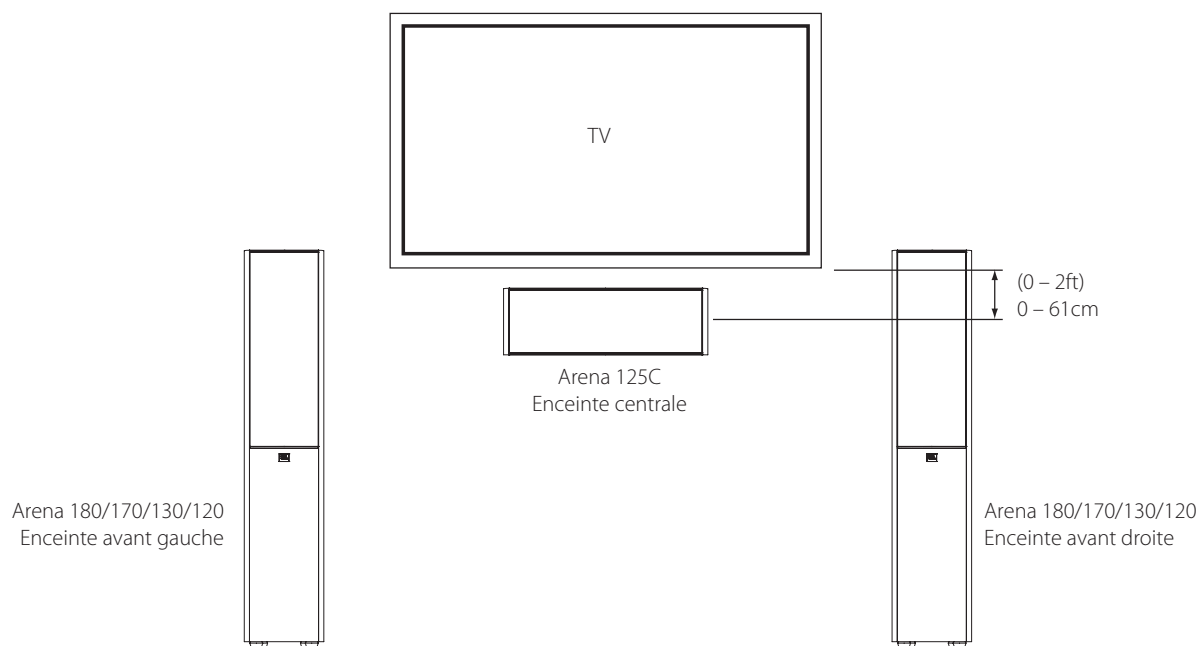 TV
(0 – 2ft)
0 – 61cm
Arena 125C
Enceinte centrale
Arena 180/170/130/120
Enceinte avant gauche
Arena 180/170/130/120
Enceinte avant droite